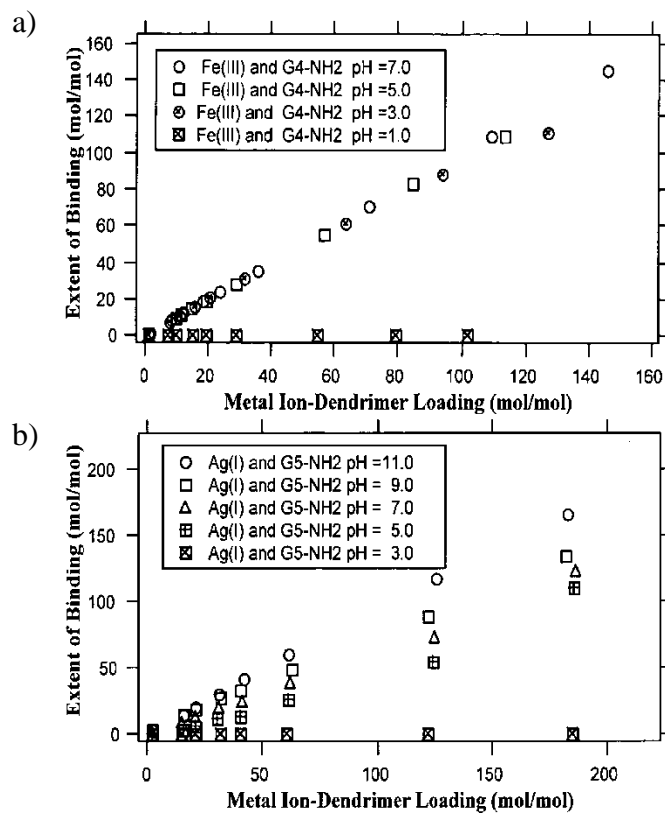 a)
160
140
120
100
80
60
40
20
0
Extent of Binding (mol/mol)
Fe(III) and G4-NH2 pH =7.0
Fe(III) and G4-NH2 pH =5.0
Fe(III) and G4-NH2 pH =3.0
Fe(III) and G4-NH2 pH =1.0
0 20 40 60 80 100 120 140 160
Metal Ion-Dendrimer Loading (mol/mol)
b)
200
150
100
50
0
Extent of Binding (mol/mol)
Ag(I) and G5-NH2 pH =11.0
Ag(I) and G5-NH2 pH = 9.0
Ag(I) and G5-NH2 pH = 7.0
Ag(I) and G5-NH2 pH = 5.0
Ag(I) and G5-NH2 pH = 3.0
0 50 100 150 200
Metal Ion-Dendrimer Loading (mol/mol)